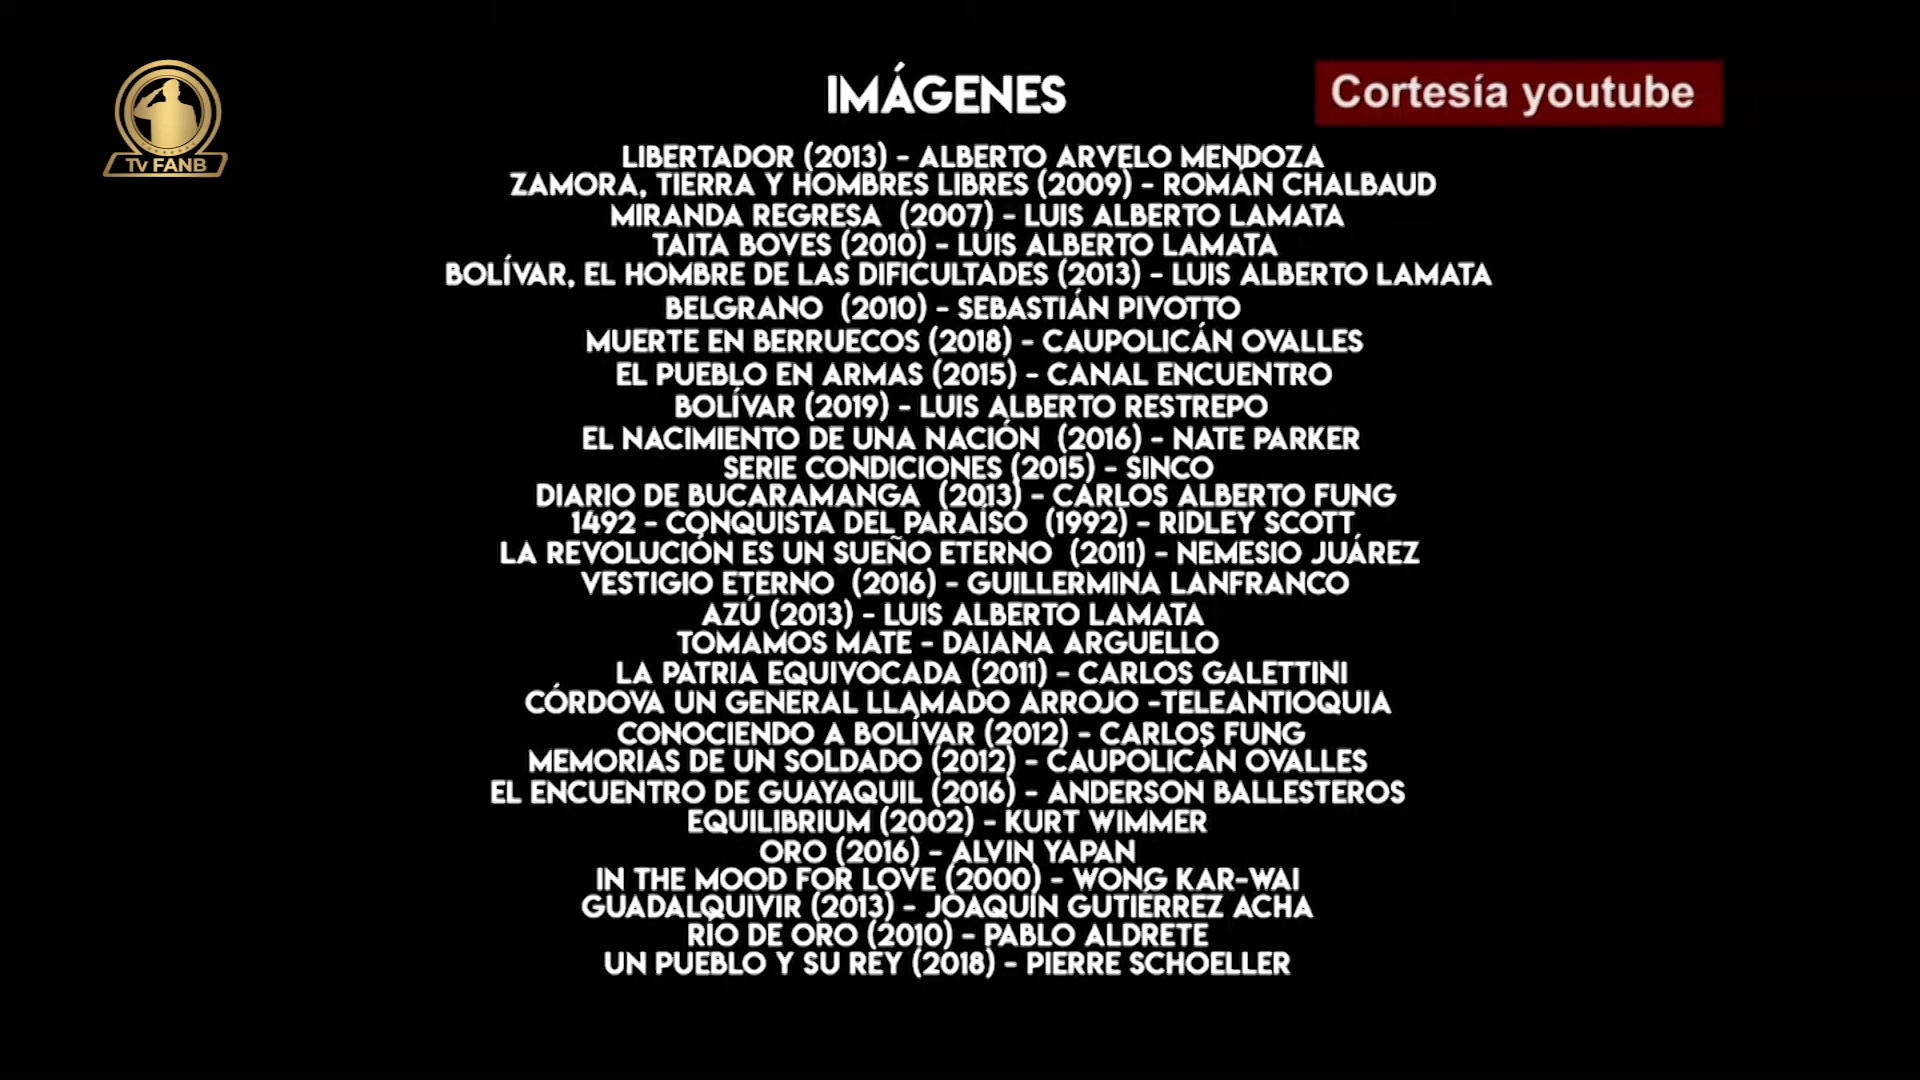 IMÁGENES
Cortesía youtube
Tv FANB
LIBERTADOR (2013) - ALBERTO ARVELO MENDOZA
ZAMORA, TIERRA Y HOMBRES LIBRES (2009) - ROMÁN CHALBAUD
MIRANDA REGRESA (2007) - LUIS ALBERTO LAMATA
TAITA BOVES (2010) - LUIS ALBERTO LAMATA
BOLÍVAR, EL HOMBRE DE LAS DIFICULTADES (2013) - LUIS ALBERTO LAMATA
BELGRANO (2010) - SEBASTIÁN PIVOTTO
MUERTE EN BERRUECOS (2018) - CAUPOLICÁN OVALLES
EL PUEBLO EN ARMAS (2015) - CANAL ENCUENTRO
BOLÍVAR (2019) - LUIS ALBERTO RESTREPO
EL NACIMIENTO DE UNA NACIÓN (2016) - NATE PARKER
SERIE CONDICIONES (2015) - SINCO
DIARIO DE BUCARAMANGA (2013) - CARLOS ALBERTO FUNG
1492 - CONQUISTA DEL PARAÍSO (1992) - RIDLEY SCOTT
LA REVOLUCIÓN ES UN SUEÑO ETERNO (2011) - NEMESIO JUÁREZ
VESTIGIO ETERNO (2016) - GUILLERMINA LANFRANCO
AZÚ (2013) - LUIS ALBERTO LAMATA
TOMAMOS MATE - DAIANA ARGUELLO
LA PATRIA EQUIVOCADA (2011) - CARLOS GALETTINI
CÓRDOVA UN GENERAL LLAMADO ARROJO -TELEANTIOQUIA
CONOCIENDO A BOLÍVAR (2012) - CARLOS FUNG
MEMORIAS DE UN SOLDADO (2012) - CAUPOLICÁN OVALLES
EL ENCUENTRO DE GUAYAQUIL (2016) - ANDERSON BALLESTEROS
EQUILIBRIUM (2002) - KURT WIMMER
ORO (2016) - ALVIN YAPAN
IN THE MOOD FOR LOVE (2000) - WONG KAR-WAI
GUADALQUIVIR (2013) - JOAQUÍN GUTIÉRREZ ACHA
RÍO DE ORO (2010) - PABLO ALDRETE
UN PUEBLO Y SU REY (2018) - PIERRE SCHOELLER